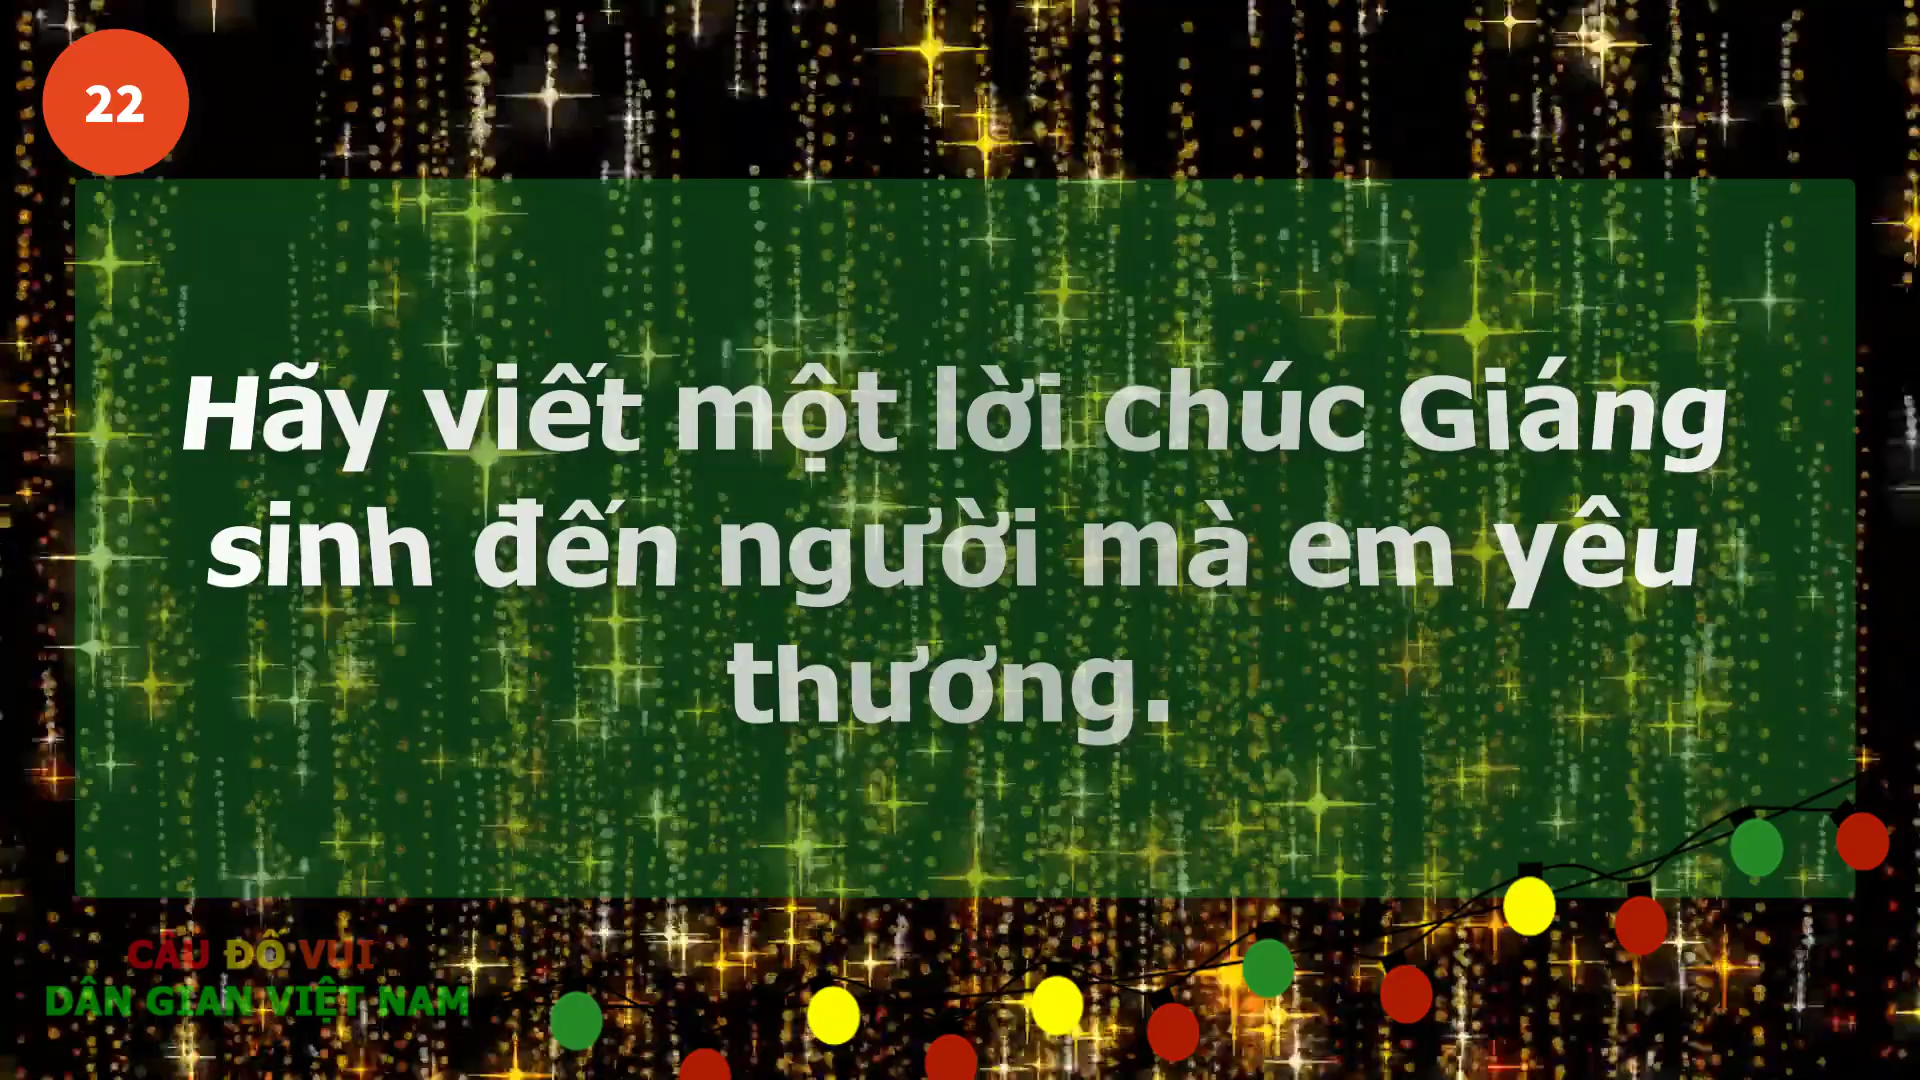 22
Hãy viết một lời chúc Giáng
sinh đến người mà em yêu
thương.
CÂU ĐỐ VUI
DÂN GIAN VIỆT NAM